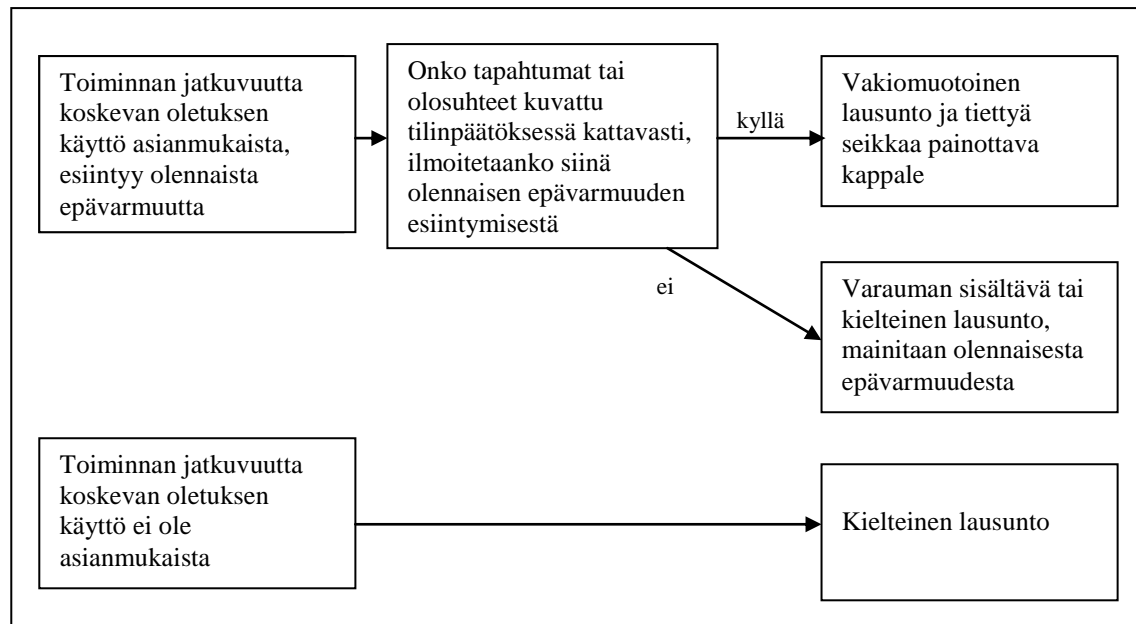 Toiminnan jatkuvuutta
koskevan oletuksen
käyttö asianmukaista,
esiintyy olennaista
epävarmuutta
Onko tapahtumat tai
olosuhteet kuvattu
tilinpäätöksessä kattavasti,
ilmoitetaanko siinä
olennaisen epävarmuuden
esiintymisestä
kyllä
Vakiomuotoinen
lausunto ja tiettyä
seikkaa painottava
kappale
ei
Varauman sisältävä tai
kielteinen lausunto,
mainitaan olennaisesta
epävarmuudesta
Toiminnan jatkuvuutta
koskevan oletuksen
käyttö ei ole
asianmukaista
Kielteinen lausunto